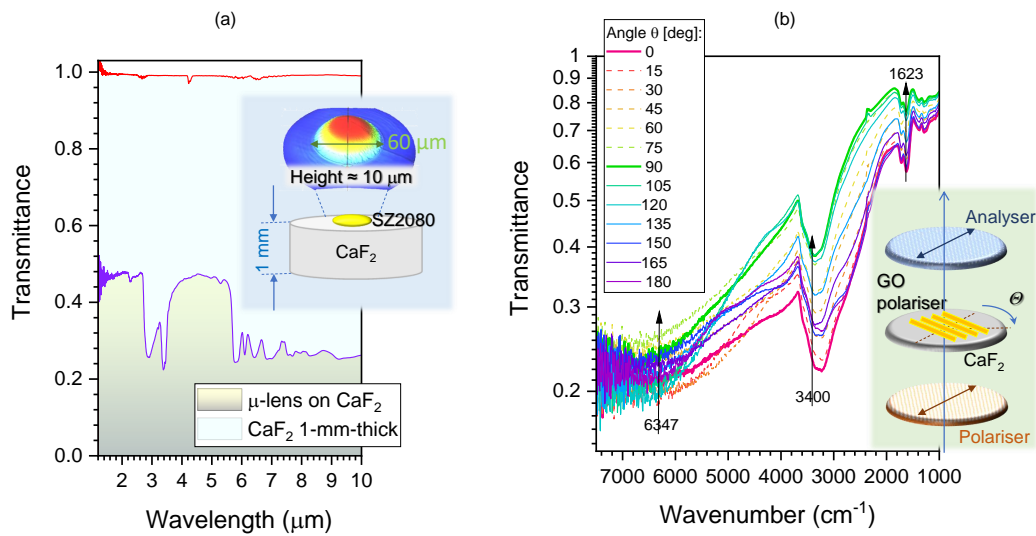 (a)
1.0
0.8
0.6
0.4
0.2
0.0
Transmittance
2
3
4
5
6
7
8
9
10
Wavelength (μm)
60 μm
Height ≈ 10 μm
SZ2080
1 mm
CaF2
μ-lens on CaF2
CaF2 1-mm-thick
(b)
Angle θ [deg]:
0
15
30
45
60
75
90
105
120
135
150
165
180
1
0.9
0.8
0.7
0.6
0.5
0.4
0.3
0.2
Transmittance
1623
3400
6347
7000
6000
5000
4000
3000
2000
1000
Wavenumber (cm-1)
Analyser
GO
polariser
Θ
CaF2
Polariser